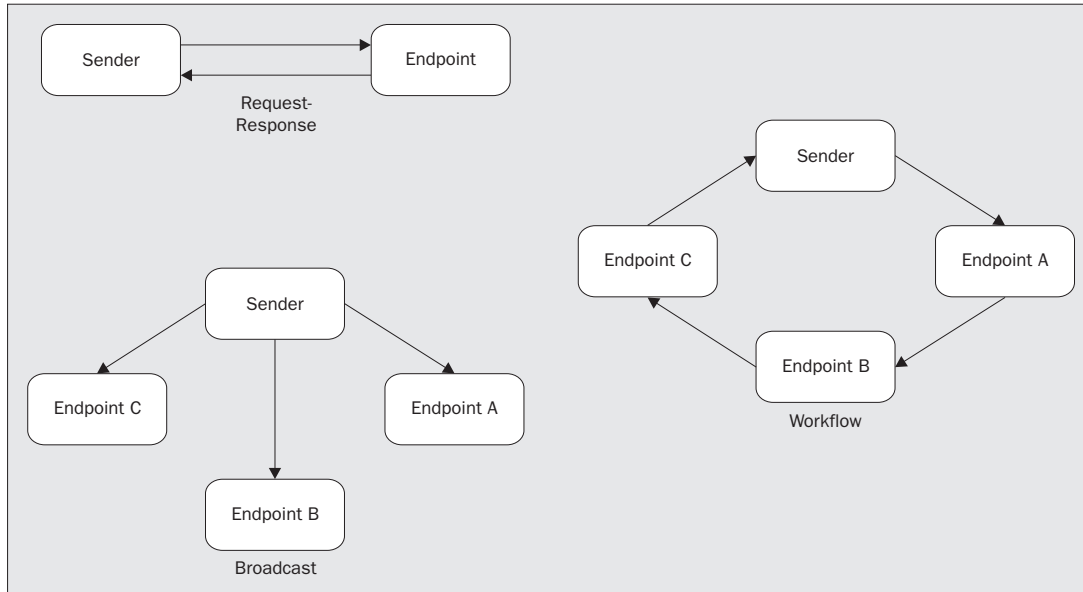 Sender
Endpoint
Request-
Response
Sender
Endpoint C
Endpoint A
Endpoint B
Workflow
Sender
Endpoint C
Endpoint A
Endpoint B
Broadcast